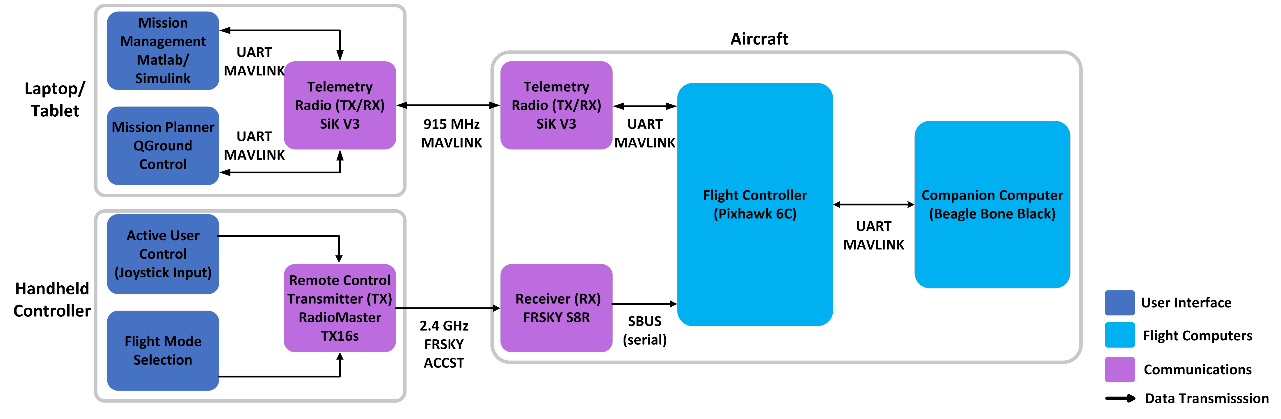 Laptop/
Tablet
Mission
Management
Matlab/
Simulink
UART
MAVLINK
Mission Planner
QGround
Control
UART
MAVLINK
Telemetry
Radio (TX/RX)
SiK V3
915 MHz
MAVLINK
Aircraft
Telemetry
Radio (TX/RX)
SiK V3
UART
MAVLINK
Flight Controller
(Pixhawk 6C)
UART
MAVLINK
Companion Computer
(Beagle Bone Black)
Handheld
Controller
Active User
Control
(Joystick Input)
Flight Mode
Selection
Remote Control
Transmitter (TX)
RadioMaster
TX16s
2.4 GHz
FRSKY
ACCST
Receiver (RX)
FRSKY S8R
SBUS
(serial)
User Interface
Flight Computers
Communications
Data Transmisssion